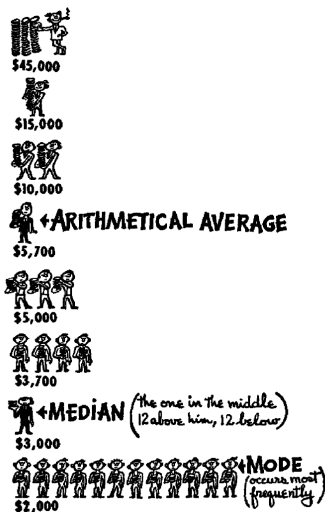 $45,000
$15,000
$10,000
←ARITHMETICAL AVERAGE
$5,700
$5,000
$3,700
←MEDIAN (the one in the middle
12 above him, 12 below)
$3,000
←MODE
(occurs most
frequently)
$2,000